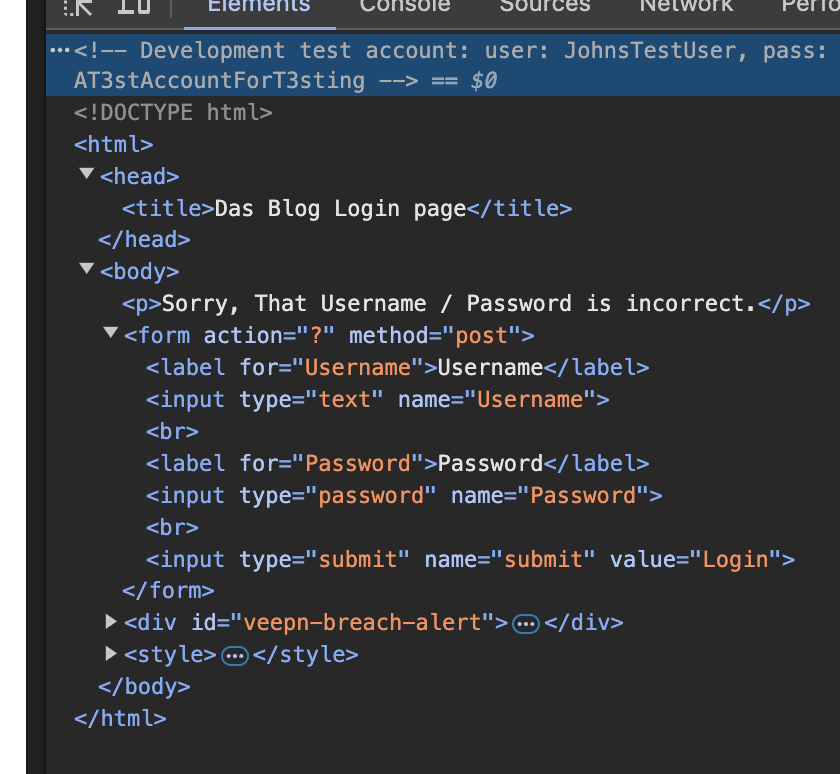 Elements Console Sources Network Perfo
<!-- Development test account: user: JohnsTestUser, pass:
AT3stAccountForT3sting --> == $0
<!DOCTYPE html>
<html>
<head>
<title>Das Blog Login page</title>
</head>
<body>
<p>Sorry, That Username / Password is incorrect.</p>
<form action="?" method="post">
<label for="Username">Username</label>
<input type="text" name="Username">
<br>
<label for="Password">Password</label>
<input type="password" name="Password">
<br>
<input type="submit" name="submit" value="Login">
</form>
<div id="veepn-breach-alert">…</div>
<style>…</style>
</body>
</html>